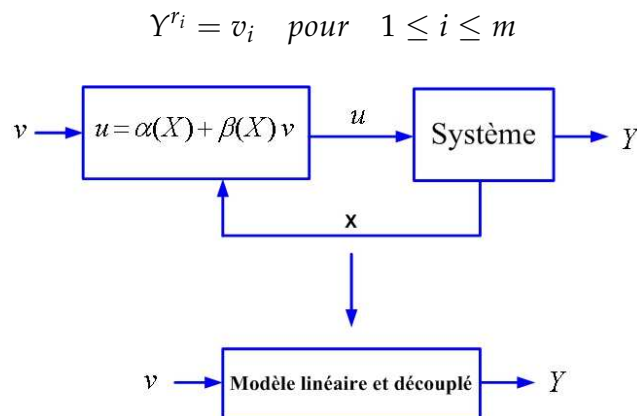 Y^{r_i} = v_i pour 1 ≤ i ≤ m
v
u = α(X) + β(X) v
u
Système
Y
x
v
Modèle linéaire et découplé
Y